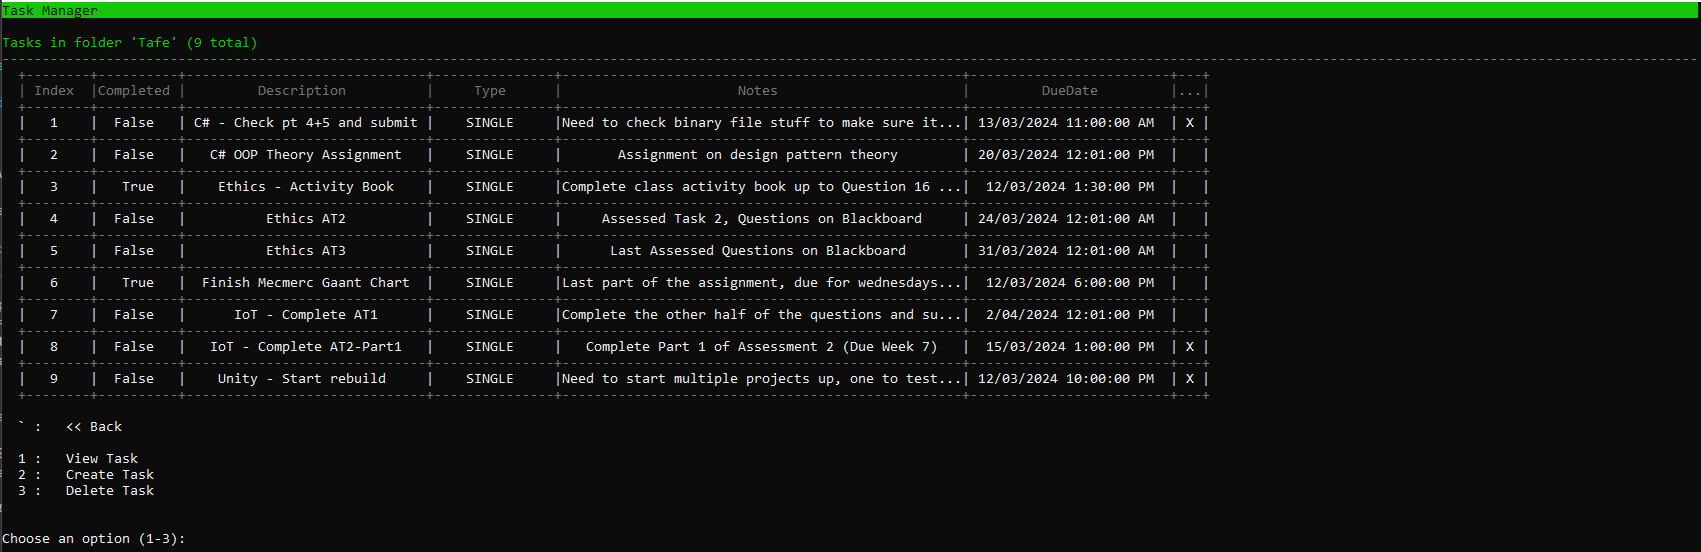 Task Manager
Tasks in folder 'Tafe' (9 total)
| Index |Completed | Description | Type | Notes | DueDate |...|
| 1 | False | C# - Check pt 4+5 and submit | SINGLE |Need to check binary file stuff to make sure it...| 13/03/2024 11:00:00 AM | X |
| 2 | False | C# OOP Theory Assignment | SINGLE | Assignment on design pattern theory | 20/03/2024 12:01:00 PM | |
| 3 | True | Ethics - Activity Book | SINGLE |Complete class activity book up to Question 16 ...| 12/03/2024 1:30:00 PM | |
| 4 | False | Ethics AT2 | SINGLE | Assessed Task 2, Questions on Blackboard | 24/03/2024 12:01:00 AM | |
| 5 | False | Ethics AT3 | SINGLE | Last Assessed Questions on Blackboard | 31/03/2024 12:01:00 AM | |
| 6 | True | Finish Mecmerc Gaant Chart | SINGLE |Last part of the assignment, due for wednesdays...| 12/03/2024 6:00:00 PM | |
| 7 | False | IoT - Complete AT1 | SINGLE |Complete the other half of the questions and su...| 2/04/2024 12:01:00 PM | |
| 8 | False | IoT - Complete AT2-Part1 | SINGLE | Complete Part 1 of Assessment 2 (Due Week 7) | 15/03/2024 1:00:00 PM | X |
| 9 | False | Unity - Start rebuild | SINGLE |Need to start multiple projects up, one to test...| 12/03/2024 10:00:00 PM | X |
` : << Back
1 : View Task
2 : Create Task
3 : Delete Task
Choose an option (1-3):